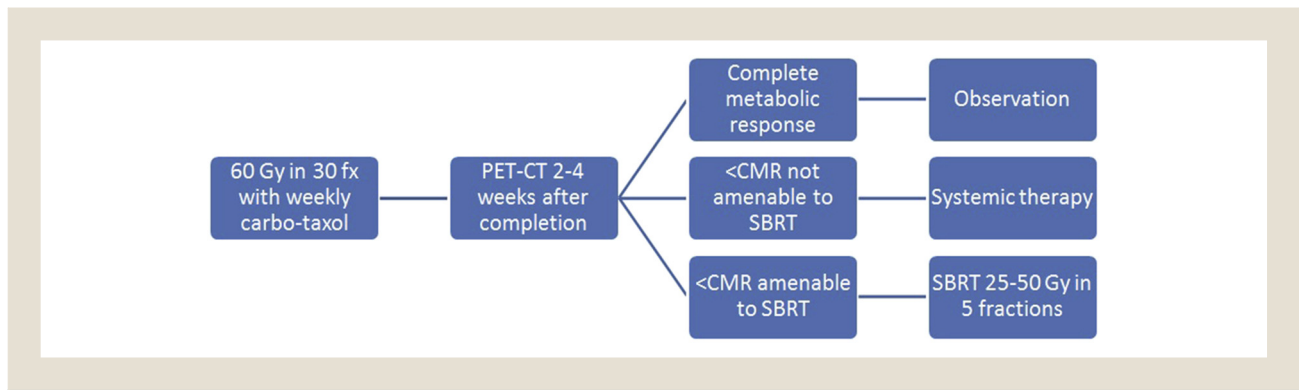 60 Gy in 30 fx
with weekly
carbo-taxol
PET-CT 2-4
weeks after
completion
Complete
metabolic
response
Observation
<CMR not
amenable to
SBRT
Systemic therapy
<CMR amenable
to SBRT
SBRT 25-50 Gy in
5 fractions